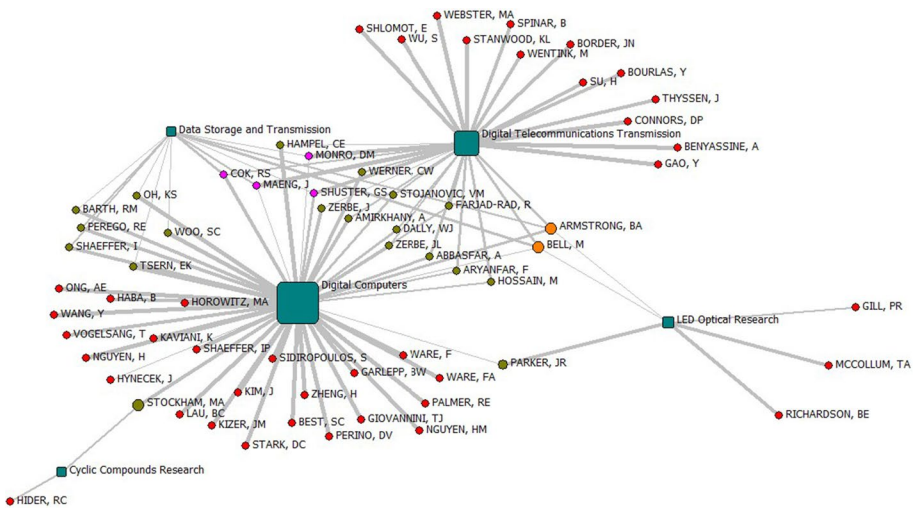 WEBSTER, MA
SHLOMOT, E
SPINAR, B
WU, S
STANWOOD, KL
BORDER, JN
WENTINK, M
BOURLAS, Y
SU, H
THYSSEN, J
CONNORS, DP
Data Storage and Transmission
Digital Telecommunications Transmission
HAMPEL, CE
BENYASSINE, A
MONRO, DM
GAO, Y
COK, RS
WERNER, CW
MAENG, J
SHUSTER, GS
STOJANOVIC, VM
OH, KS
FARJAD-RAD, R
BARTH, RM
ZERBE, J
AMIRKHANY, A
PEREGO, RE
WOO, SC
DALLY, WJ
ARMSTRONG, BA
SHAEFFER, I
ZERBE, JL
BELL, M
ABBASFAR, A
TSERN, EK
ARYANFAR, F
HOSSAIN, M
ONG, AE
Digital Computers
HABA, B
HOROWITZ, MA
GILL, PR
WANG, Y
LED Optical Research
VOGELSANG, T
KAVIANI, K
SHAEFFER, IP
NGUYEN, H
SIDIROPOULOS, S
WARE, F
PARKER, JR
MCCOLLUM, TA
GARLEPP, BW
HYNECEK, J
WARE, FA
KIM, J
ZHENG, H
STOCKHAM, MA
PALMER, RE
LAU, BC
RICHARDSON, BE
KIZER, JM
BEST, SC
GIOVANNINI, TJ
PERINO, DV
NGUYEN, HM
STARK, DC
Cyclic Compounds Research
HIDER, RC